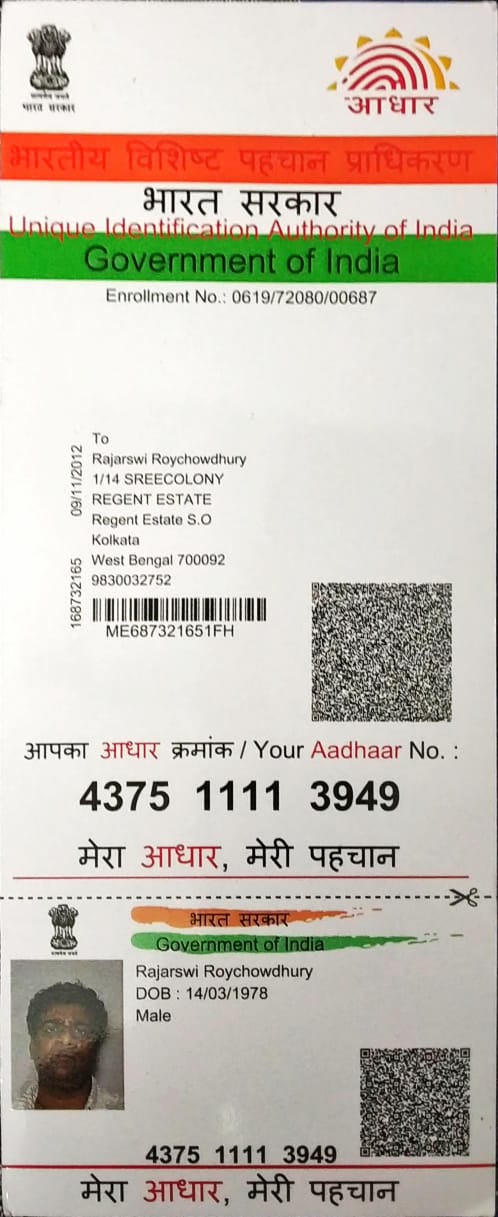 भारत सरकार
आधार
भारतीय विशिष्ट पहचान प्राधिकरण
भारत सरकार
Unique Identification Authority of India
Government of India
Enrollment No.: 0619/72080/00687
To
Rajarswi Roychowdhury
1/14 SREECOLONY
REGENT ESTATE
Regent Estate S.O
Kolkata
West Bengal 700092
9830032752
168732165 09/11/2012
ME687321651FH
आपका आधार क्रमांक / Your Aadhaar No. :
4375 1111 3949
मेरा आधार, मेरी पहचान
भारत सरकार
Government of India
Rajarswi Roychowdhury
DOB : 14/03/1978
Male
4375 1111 3949
मेरा आधार, मेरी पहचान